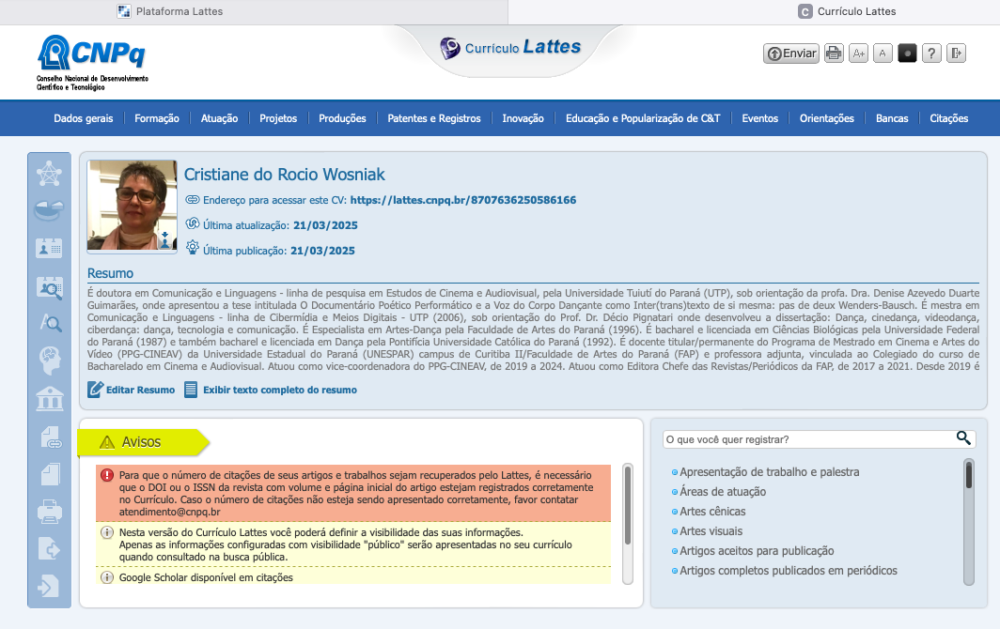 Plataforma Lattes
C Currículo Lattes
CNPq
Conselho Nacional de Desenvolvimento
Científico e Tecnológico
Currículo Lattes
Enviar A+ A ?
Dados gerais Formação Atuação Projetos Produções Patentes e Registros Inovação Educação e Popularização de C&T Eventos Orientações Bancas Citações
Cristiane do Rocio Wosniak
Endereço para acessar este CV: https://lattes.cnpq.br/8707636250586166
Última atualização: 21/03/2025
Última publicação: 21/03/2025
Resumo
É doutora em Comunicação e Linguagens - linha de pesquisa em Estudos de Cinema e Audiovisual, pela Universidade Tuiutí do Paraná (UTP), sob orientação da profa. Dra. Denise Azevedo Duarte
Guimarães, onde apresentou a tese intitulada O Documentário Poético Performático e a Voz do Corpo Dançante como Inter(trans)texto de si mesma: pas de deux Wenders-Bausch. É mestra em
Comunicação e Linguagens - linha de Cibermídia e Meios Digitais - UTP (2006), sob orientação do Prof. Dr. Décio Pignatari onde desenvolveu a dissertação: Dança, cinedança, videodança,
ciberdança: dança, tecnologia e comunicação. É Especialista em Artes-Dança pela Faculdade de Artes do Paraná (1996). É bacharel e licenciada em Ciências Biológicas pela Universidade Federal
do Paraná (1987) e também bacharel e licenciada em Dança pela Pontifícia Universidade Católica do Paraná (1992). É docente titular/permanente do Programa de Mestrado em Cinema e Artes do
Vídeo (PPG-CINEAV) da Universidade Estadual do Paraná (UNESPAR) campus de Curitiba II/Faculdade de Artes do Paraná (FAP) e professora adjunta, vinculada ao Colegiado do curso de
Bacharelado em Cinema e Audiovisual. Atuou como vice-coordenadora do PPG-CINEAV, de 2019 a 2024. Atuou como Editora Chefe das Revistas/Periódicos da FAP, de 2017 a 2021. Desde 2019 é
Editar Resumo Exibir texto completo do resumo
Avisos
Para que o número de citações de seus artigos e trabalhos sejam recuperados pelo Lattes, é necessário
que o DOI ou o ISSN da revista com volume e página inicial do artigo estejam registrados corretamente
no Currículo. Caso o número de citações não esteja sendo apresentado corretamente, favor contatar
atendimento@cnpq.br
Nesta versão do Currículo Lattes você poderá definir a visibilidade das suas informações.
Apenas as informações configuradas com visibilidade "público" serão apresentadas no seu currículo
quando consultado na busca pública.
Google Scholar disponível em citações
O que você quer registrar?
Apresentação de trabalho e palestra
Áreas de atuação
Artes cênicas
Artes visuais
Artigos aceitos para publicação
Artigos completos publicados em periódicos